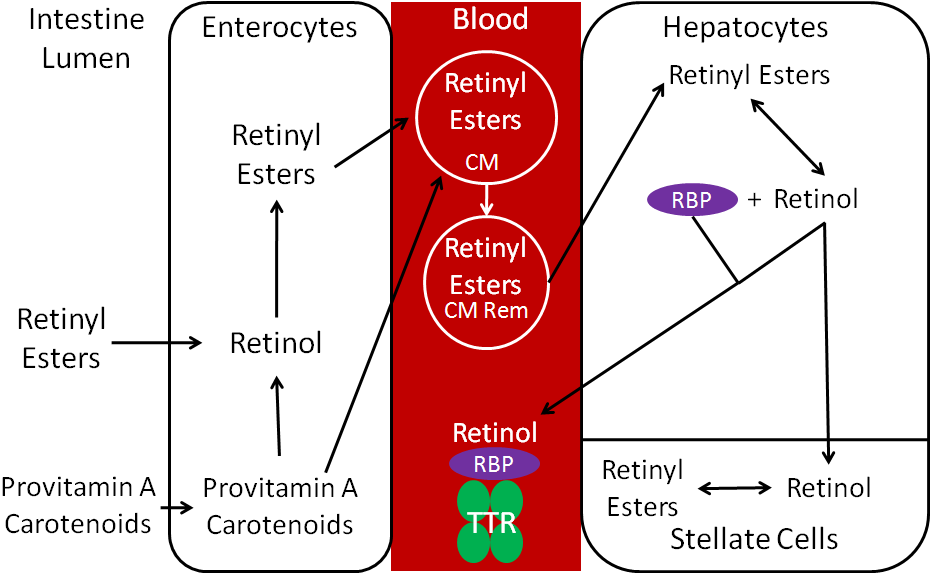 Intestine
Lumen
Enterocytes
Blood
Hepatocytes
Retinyl
Esters
CM
Retinyl Esters
Retinyl
Esters
RBP + Retinol
Retinyl
Esters
CM Rem
Retinyl
Esters
Retinol
Retinol
RBP
TTR
Provitamin A
Carotenoids
Provitamin A
Carotenoids
Retinyl
Esters
Retinol
Stellate Cells